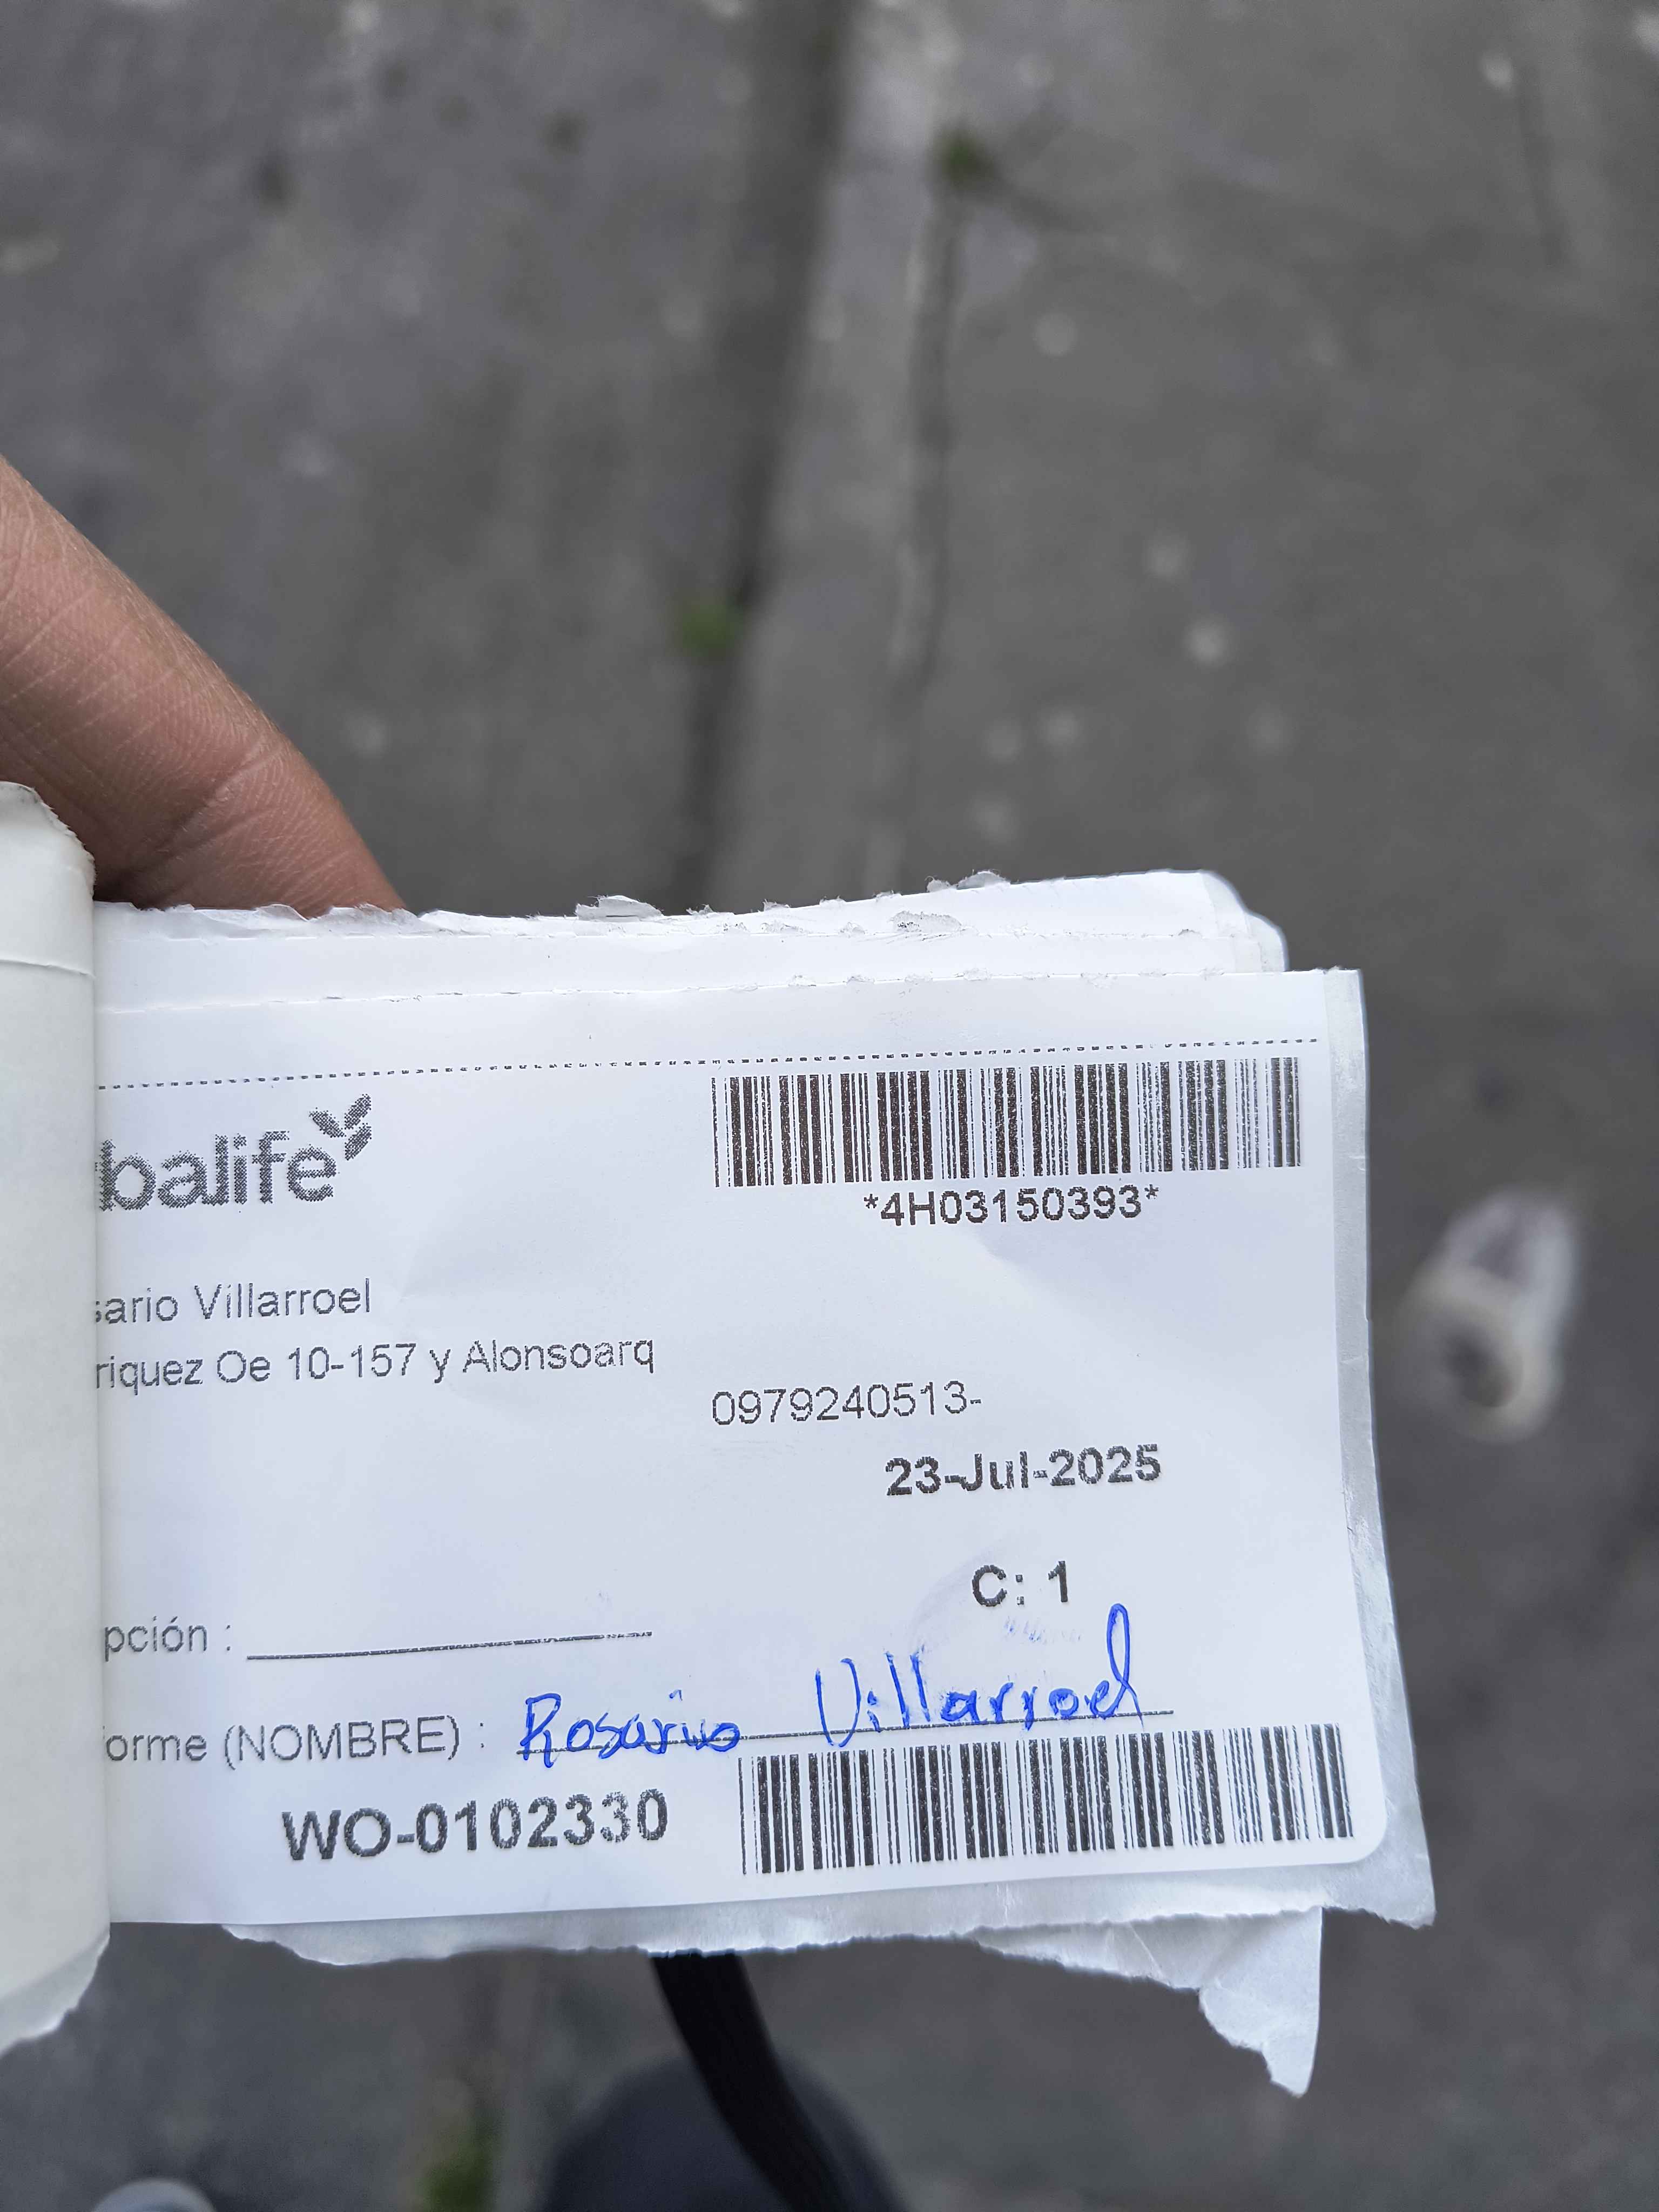 balife
*4H03150393*
sario Villarroel
riquez Oe 10-157 y Alonsoarq
0979240513-
23-Jul-2025
C: 1
pción :
orme (NOMBRE) : Rosario Villarroel
WO-0102330